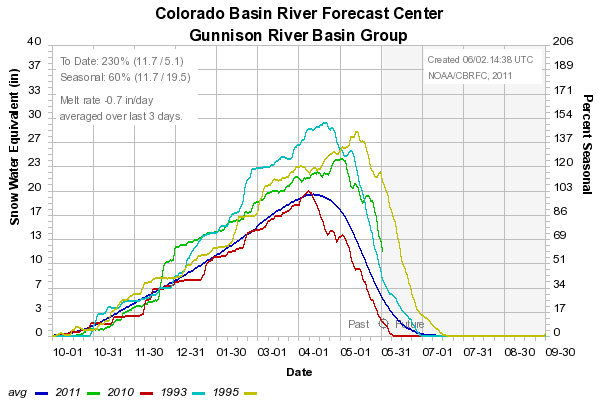 Colorado Basin River Forecast Center
Gunnison River Basin Group
40 206
37 189
33 172
30 154
27 137
23 120
20 103
17 86
13 69
10 51
7 34
3 17
0 0
To Date: 230% (11.7 / 5.1)
Seasonal: 60% (11.7 / 19.5)
Melt rate -0.7 in/day
averaged over last 3 days.
Created 06/02.14:38 UTC
NOAA/CBRFC, 2011
Snow Water Equivalent (in)
Percent Seasonal
Past Future
10-01 10-31 11-30 12-31 01-30 03-01 04-01 05-01 05-31 07-01 07-31 08-30 09-30
Date
avg 2011 2010 1993 1995